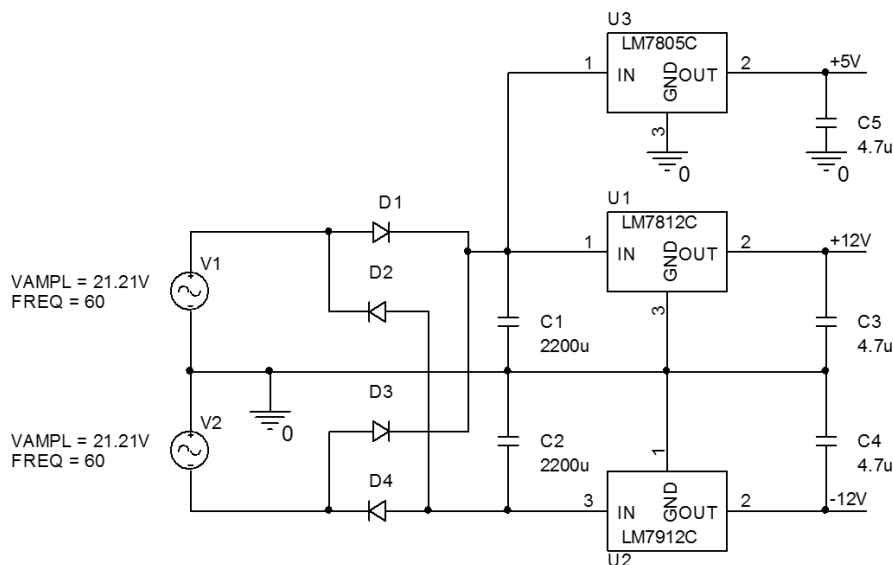 U3
LM7805C
1
IN
GND
OUT
2
+5V
3
0
C5
4.7u
0
D1
U1
LM7812C
1
IN
GND
OUT
2
+12V
3
V1
VAMPL = 21.21V
FREQ = 60
D2
C1
2200u
C3
4.7u
0
D3
V2
VAMPL = 21.21V
FREQ = 60
C2
2200u
C4
4.7u
D4
1
3
IN
GND
OUT
2
-12V
LM7912C
U2